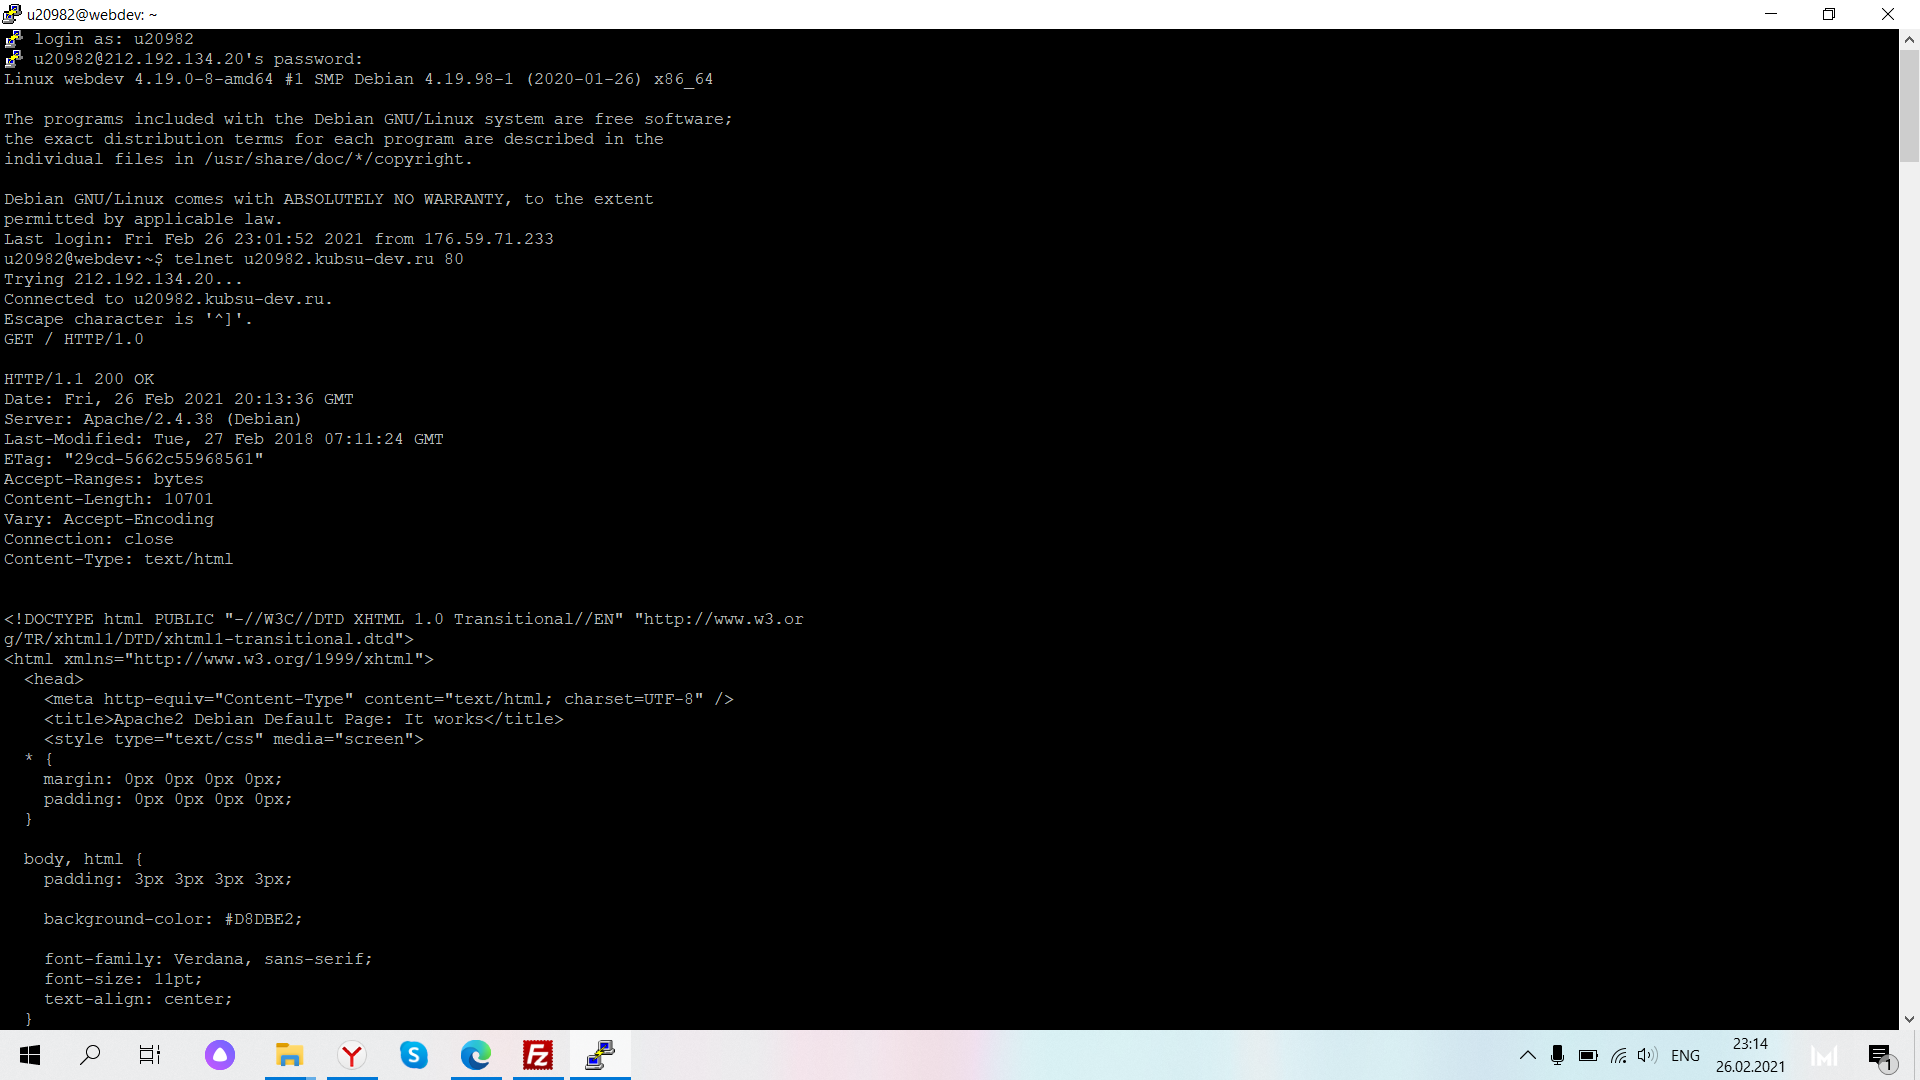 u20982@webdev: ~
login as: u20982
u20982@212.192.134.20's password:
Linux webdev 4.19.0-8-amd64 #1 SMP Debian 4.19.98-1 (2020-01-26) x86_64

The programs included with the Debian GNU/Linux system are free software;
the exact distribution terms for each program are described in the
individual files in /usr/share/doc/*/copyright.

Debian GNU/Linux comes with ABSOLUTELY NO WARRANTY, to the extent
permitted by applicable law.
Last login: Fri Feb 26 23:01:52 2021 from 176.59.71.233
u20982@webdev:~$ telnet u20982.kubsu-dev.ru 80
Trying 212.192.134.20...
Connected to u20982.kubsu-dev.ru.
Escape character is '^]'.
GET / HTTP/1.0

HTTP/1.1 200 OK
Date: Fri, 26 Feb 2021 20:13:36 GMT
Server: Apache/2.4.38 (Debian)
Last-Modified: Tue, 27 Feb 2018 07:11:24 GMT
ETag: "29cd-5662c55968561"
Accept-Ranges: bytes
Content-Length: 10701
Vary: Accept-Encoding
Connection: close
Content-Type: text/html

<!DOCTYPE html PUBLIC "-//W3C//DTD XHTML 1.0 Transitional//EN" "http://www.w3.or
g/TR/xhtml1/DTD/xhtml1-transitional.dtd">
<html xmlns="http://www.w3.org/1999/xhtml">
  <head>
    <meta http-equiv="Content-Type" content="text/html; charset=UTF-8" />
    <title>Apache2 Debian Default Page: It works</title>
    <style type="text/css" media="screen">
  * {
    margin: 0px 0px 0px 0px;
    padding: 0px 0px 0px 0px;
  }

  body, html {
    padding: 3px 3px 3px 3px;

    background-color: #D8DBE2;

    font-family: Verdana, sans-serif;
    font-size: 11pt;
    text-align: center;
  }
ENG
23:14
26.02.2021
1